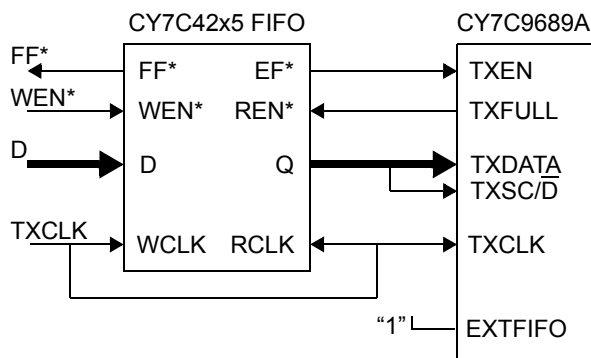 CY7C42x5 FIFO CY7C9689A
FF* FF* EF* TXEN
WEN* WEN* REN* TXFULL
D D Q TXDATA
TXSC/D̅
TXCLK WCLK RCLK TXCLK
“1” EXTFIFO